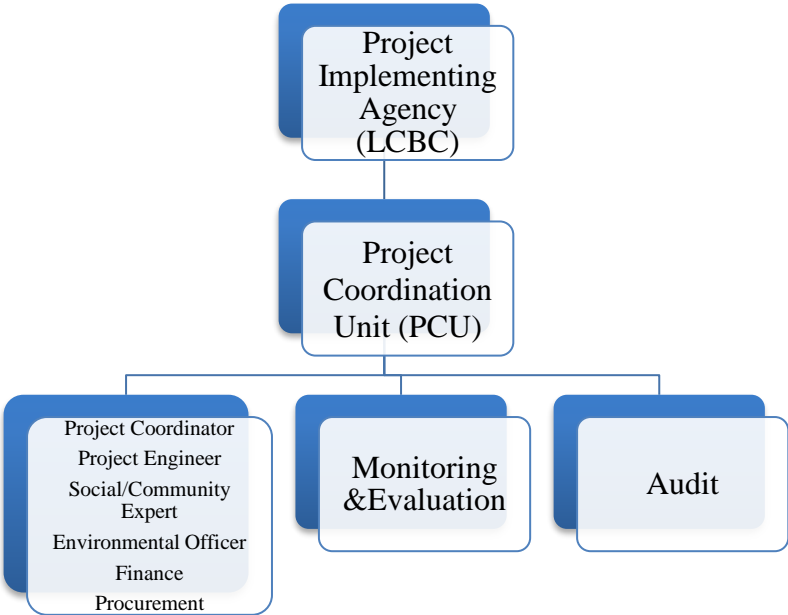 Project
Implementing
Agency
(LCBC)
Project
Coordination
Unit (PCU)
Project Coordinator
Project Engineer
Social/Community
Expert
Environmental Officer
Finance
Procurement
Monitoring
&Evaluation
Audit